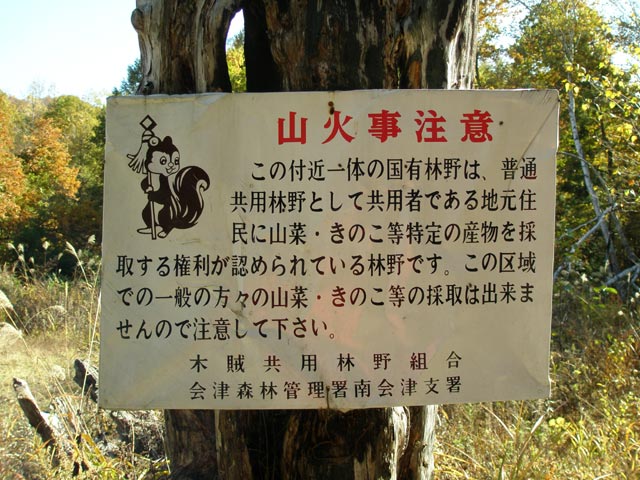 山火事注意
この付近一体の国有林野は、普通
共用林野として共用者である地元住
民に山菜・きのこ等特定の産物を採
取する権利が認められている林野です。この区域
での一般の方々の山菜・きのこ等の採取は出来ま
せんので注意して下さい。
木賊共用林野組合
会津森林管理署南会津支署